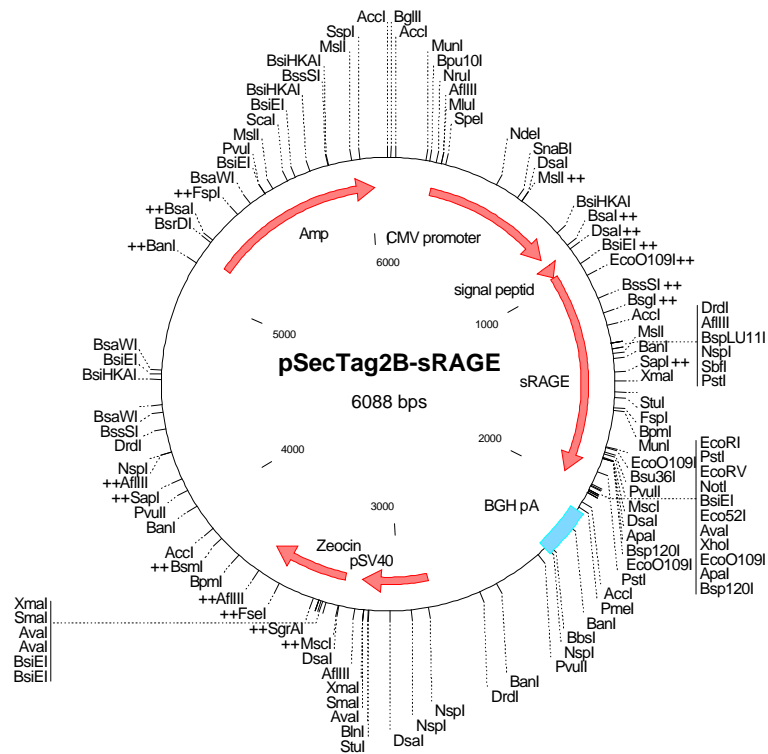 AccI
BglII
SspI
AccI
MslI
MunI
BsiHKAI
Bpu10I
BssSI
NruI
BsiHKAI
AflIII
BsiEI
MluI
ScaI
SpeI
MslI
PvuI
BsiEI
BsaWI
++FspI
++BsaI
BsrDI
++BanI
NdeI
SnaBI
DsaI
MslI ++
BsiHKAI
BsaI ++
DsaI ++
BsiEI ++
EcoO109I ++
BssSI ++
BsgI ++
AccI
MslI
BanI
SapI ++
XmaI
DrdI
AflIII
BspLU11I
NspI
SbfI
PstI
StuI
FspI
BpmI
MunI
EcoO109I
Bsu36I
PvuII
MscI
DsaI
ApaI
Bsp120I
EcoO109I
PstI
EcoRI
PstI
EcoRV
NotI
BsiEI
Eco52I
AvaI
XhoI
EcoO109I
ApaI
Bsp120I
AccI
PmeI
BanI
BbsI
NspI
PvuII
BanI
DrdI
NspI
NspI
DsaI
StuI
BlnI
AvaI
SmaI
XmaI
AflIII
DsaI
++MscI
++SgrAI
XmaI
SmaI
AvaI
AvaI
BsiEI
BsiEI
++FseI
++AflIII
BpmI
++BsmI
AccI
BanI
PvuII
++SapI
++AflIII
NspI
DrdI
BssSI
BsaWI
BsiHKAI
BsiEI
BsaWI
Amp
CMV promoter
6000
signal peptid
1000
5000
pSecTag2B-sRAGE
sRAGE
6088 bps
2000
4000
BGH pA
3000
Zeocin
pSV40